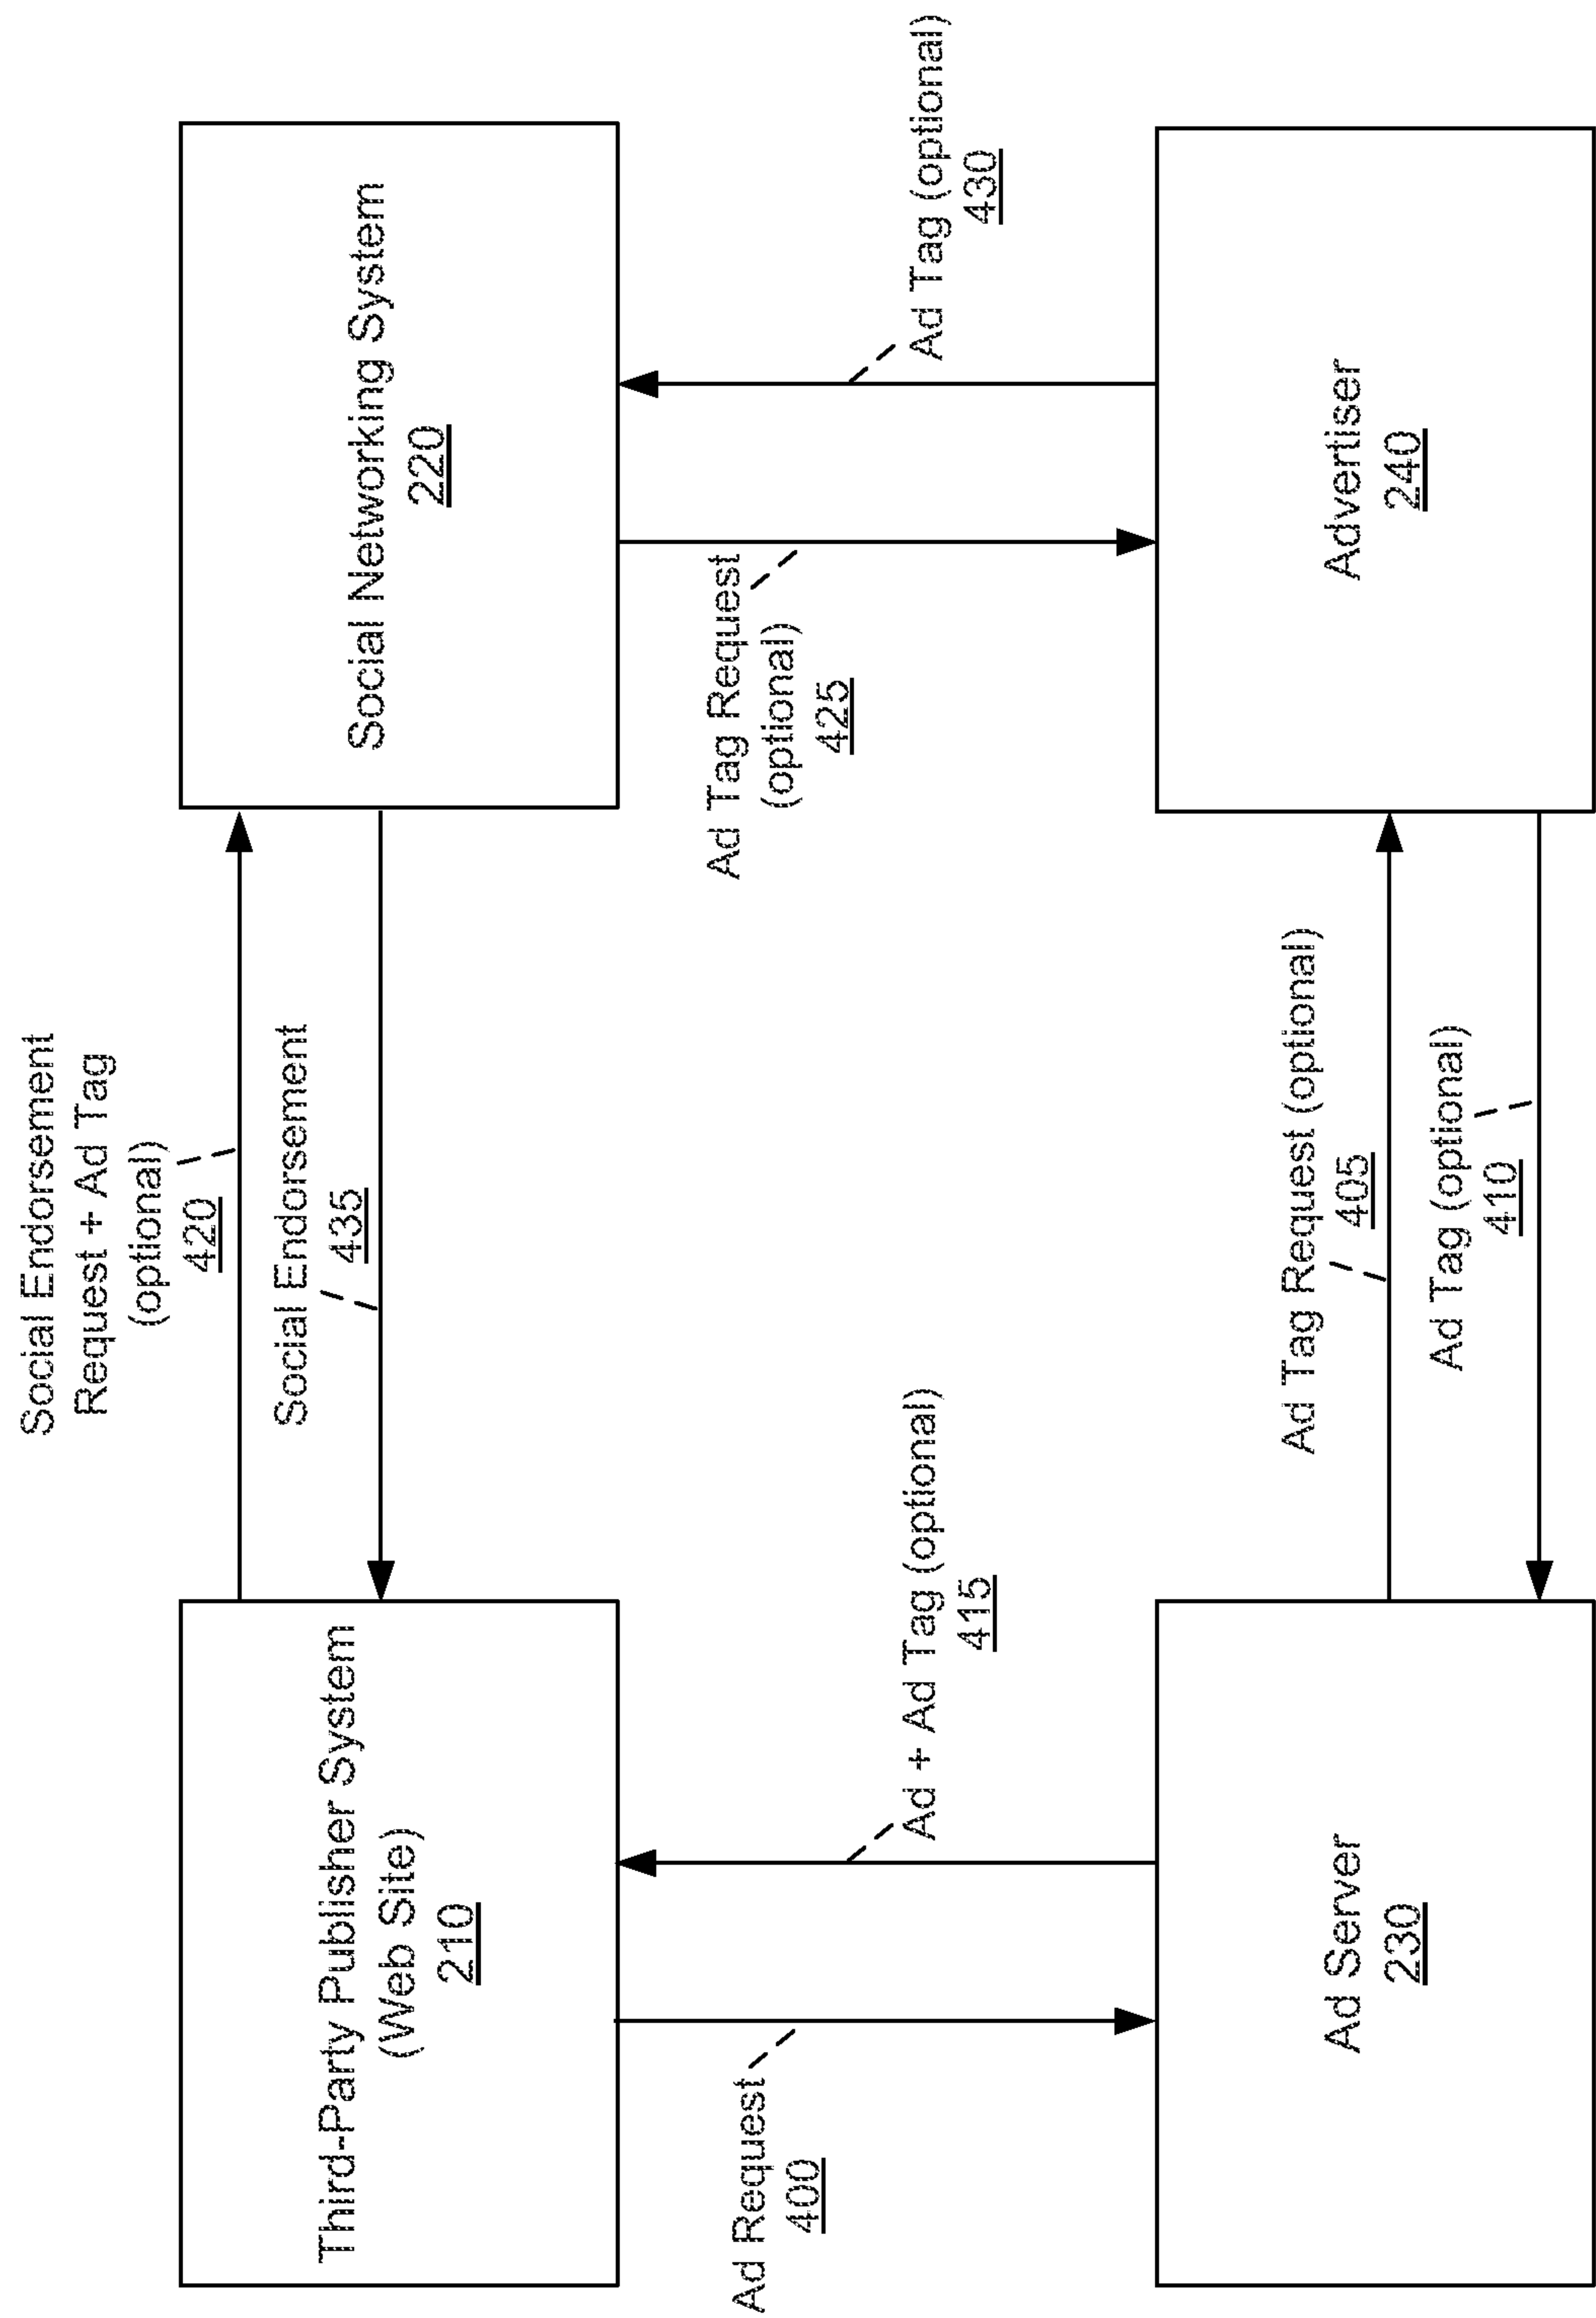 Social Endorsement
Request + Ad Tag
(optional)
420
Social Endorsement
435
Third-Party Publisher System
(Web Site)
210
Social Networking System
220
Ad Request
400
Ad + Ad Tag (optional)
415
Ad Tag Request
(optional)
425
Ad Tag (optional)
430
Ad Server
230
Ad Tag Request (optional)
405
Ad Tag (optional)
410
Advertiser
240